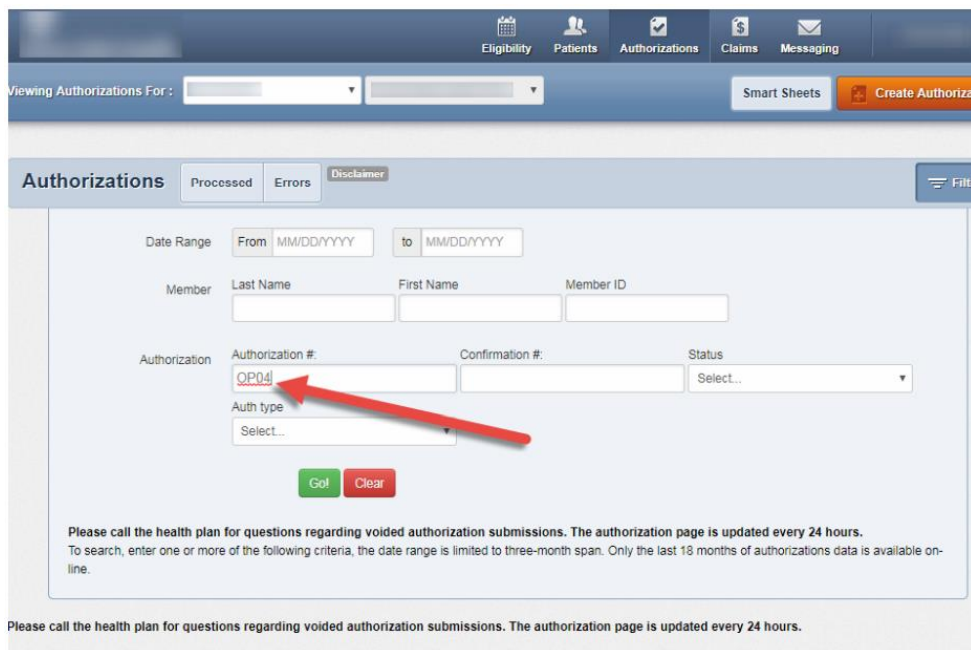 Eligibility Patients Authorizations Claims Messaging
Viewing Authorizations For : Smart Sheets Create Authoriza
Authorizations Processed Errors Disclaimer Filt
Date Range From MM/DD/YYYY to MM/DD/YYYY
Member Last Name First Name Member ID
Authorization Authorization #: Confirmation #: Status
OP04 Select...
Auth type
Select...
Go! Clear
Please call the health plan for questions regarding voided authorization submissions. The authorization page is updated every 24 hours.
To search, enter one or more of the following criteria, the date range is limited to three-month span. Only the last 18 months of authorizations data is available on-
line.
Please call the health plan for questions regarding voided authorization submissions. The authorization page is updated every 24 hours.